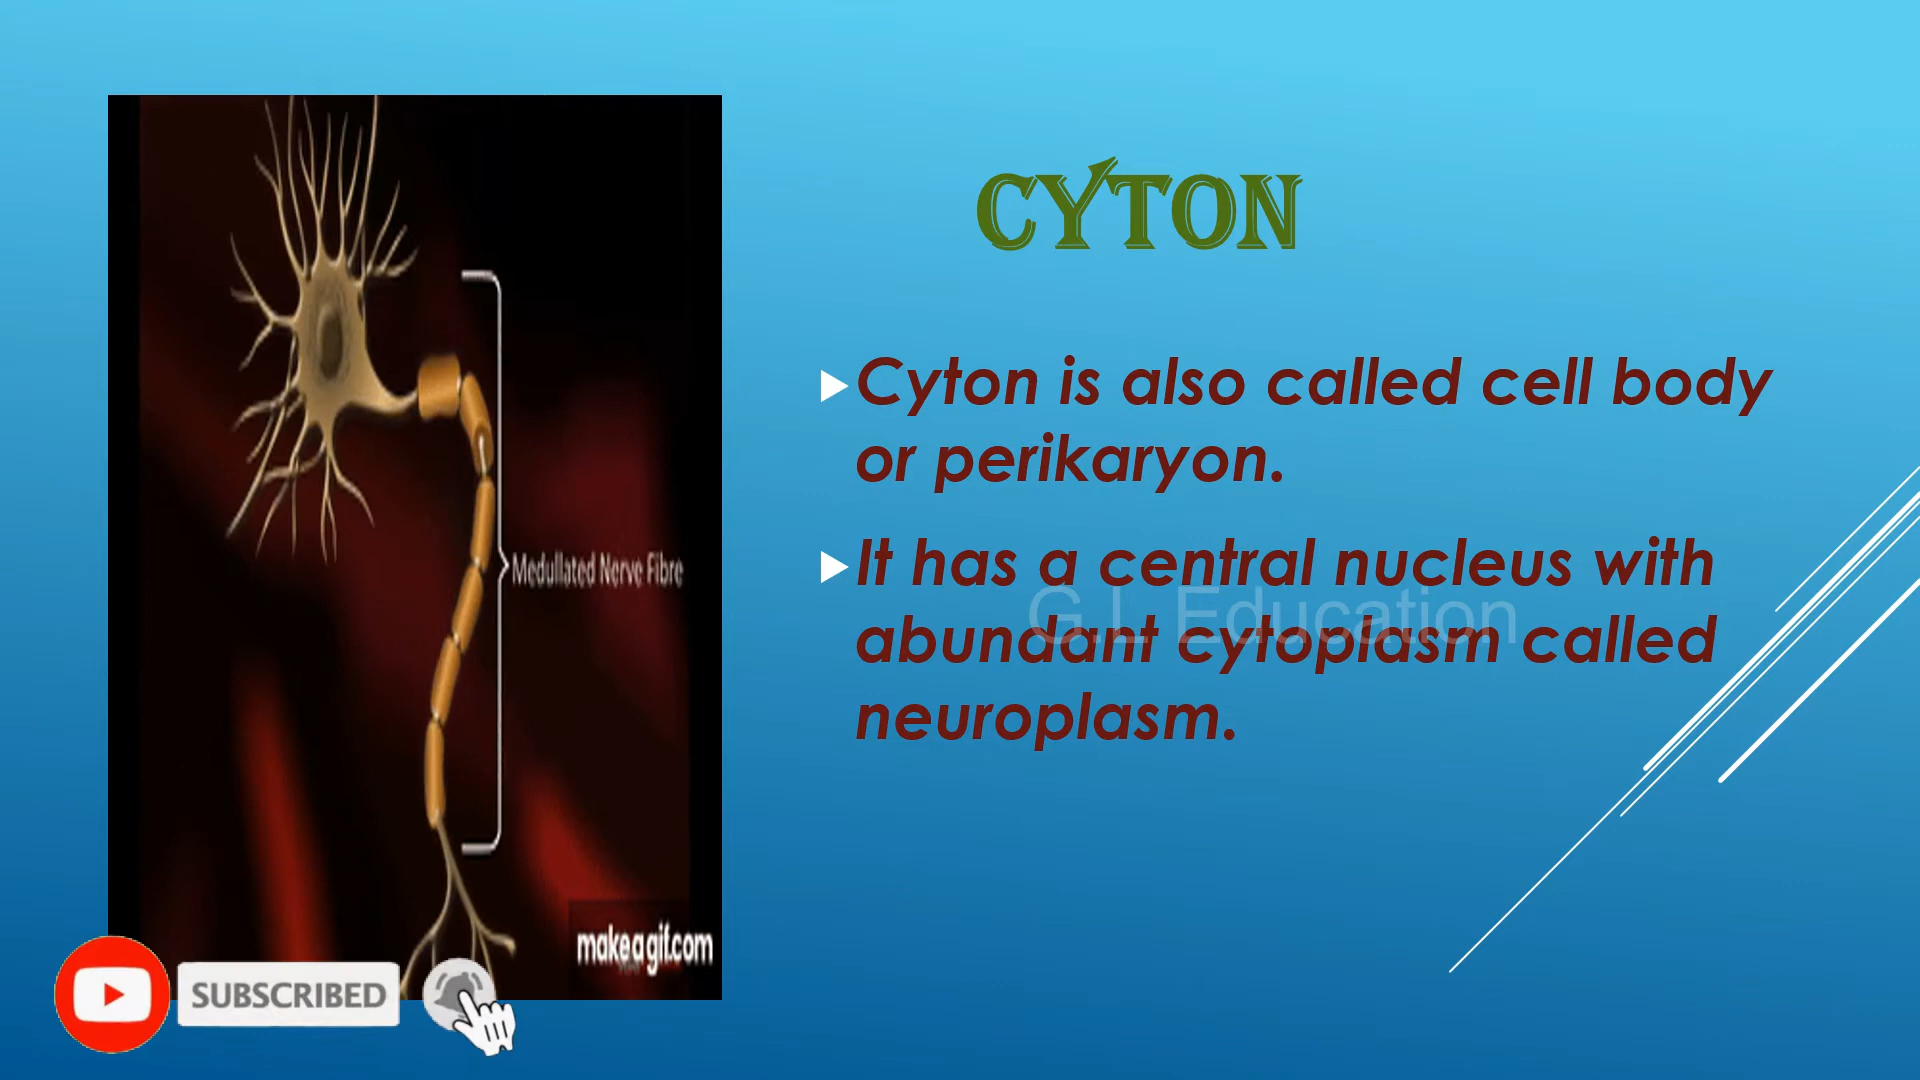 CYTON
Cyton is also called cell body
or perikaryon.
It has a central nucleus with
abundant cytoplasm called
neuroplasm.
G.L Education
Medullated Nerve Fibre
makeagif.com
SUBSCRIBED